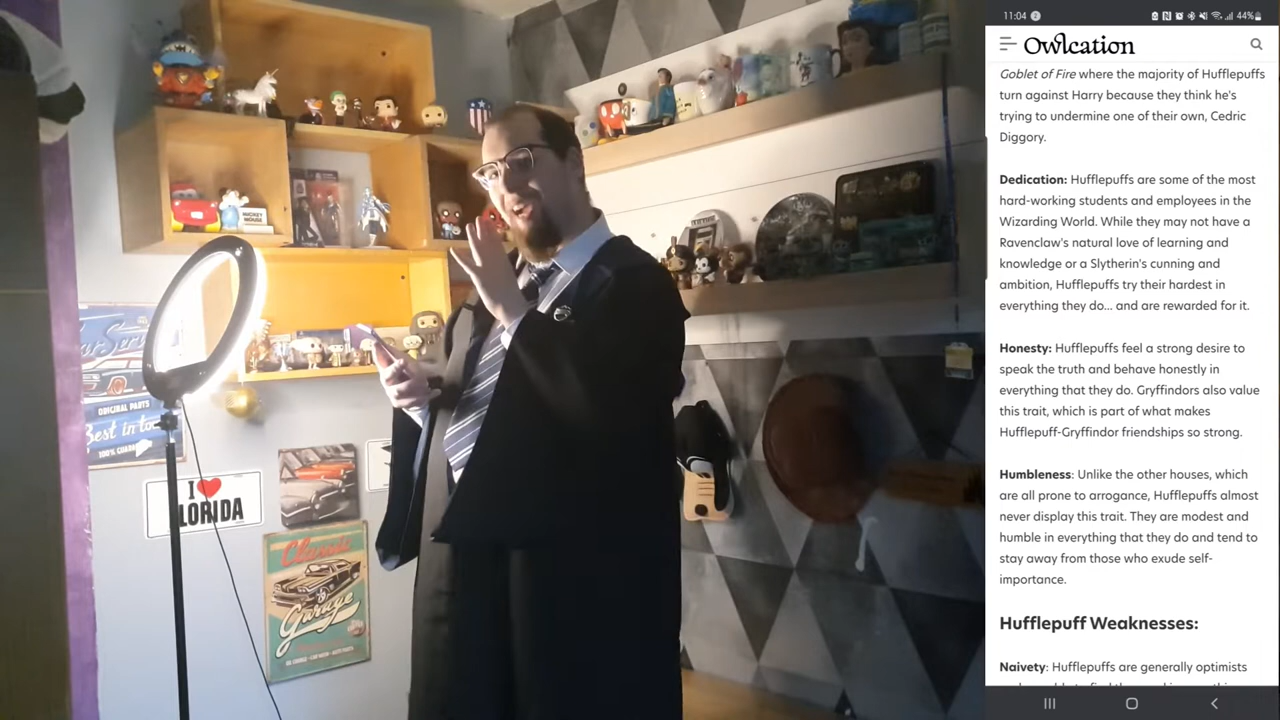 MICKEY
MOUSE
ORIGINAL PARTS
Best in to
100% GUARAN
I
LORIDA
Classic
Garage
11:04
44%
Owlcation
Goblet of Fire where the majority of Hufflepuffs
turn against Harry because they think he's
trying to undermine one of their own, Cedric
Diggory.
Dedication: Hufflepuffs are some of the most
hard-working students and employees in the
Wizarding World. While they may not have a
Ravenclaw's natural love of learning and
knowledge or a Slytherin's cunning and
ambition, Hufflepuffs try their hardest in
everything they do... and are rewarded for it.
Honesty: Hufflepuffs feel a strong desire to
speak the truth and behave honestly in
everything that they do. Gryffindors also value
this trait, which is part of what makes
Hufflepuff-Gryffindor friendships so strong.
Humbleness: Unlike the other houses, which
are all prone to arrogance, Hufflepuffs almost
never display this trait. They are modest and
humble in everything that they do and tend to
stay away from those who exude self-
importance.
Hufflepuff Weaknesses:
Naivety: Hufflepuffs are generally optimists